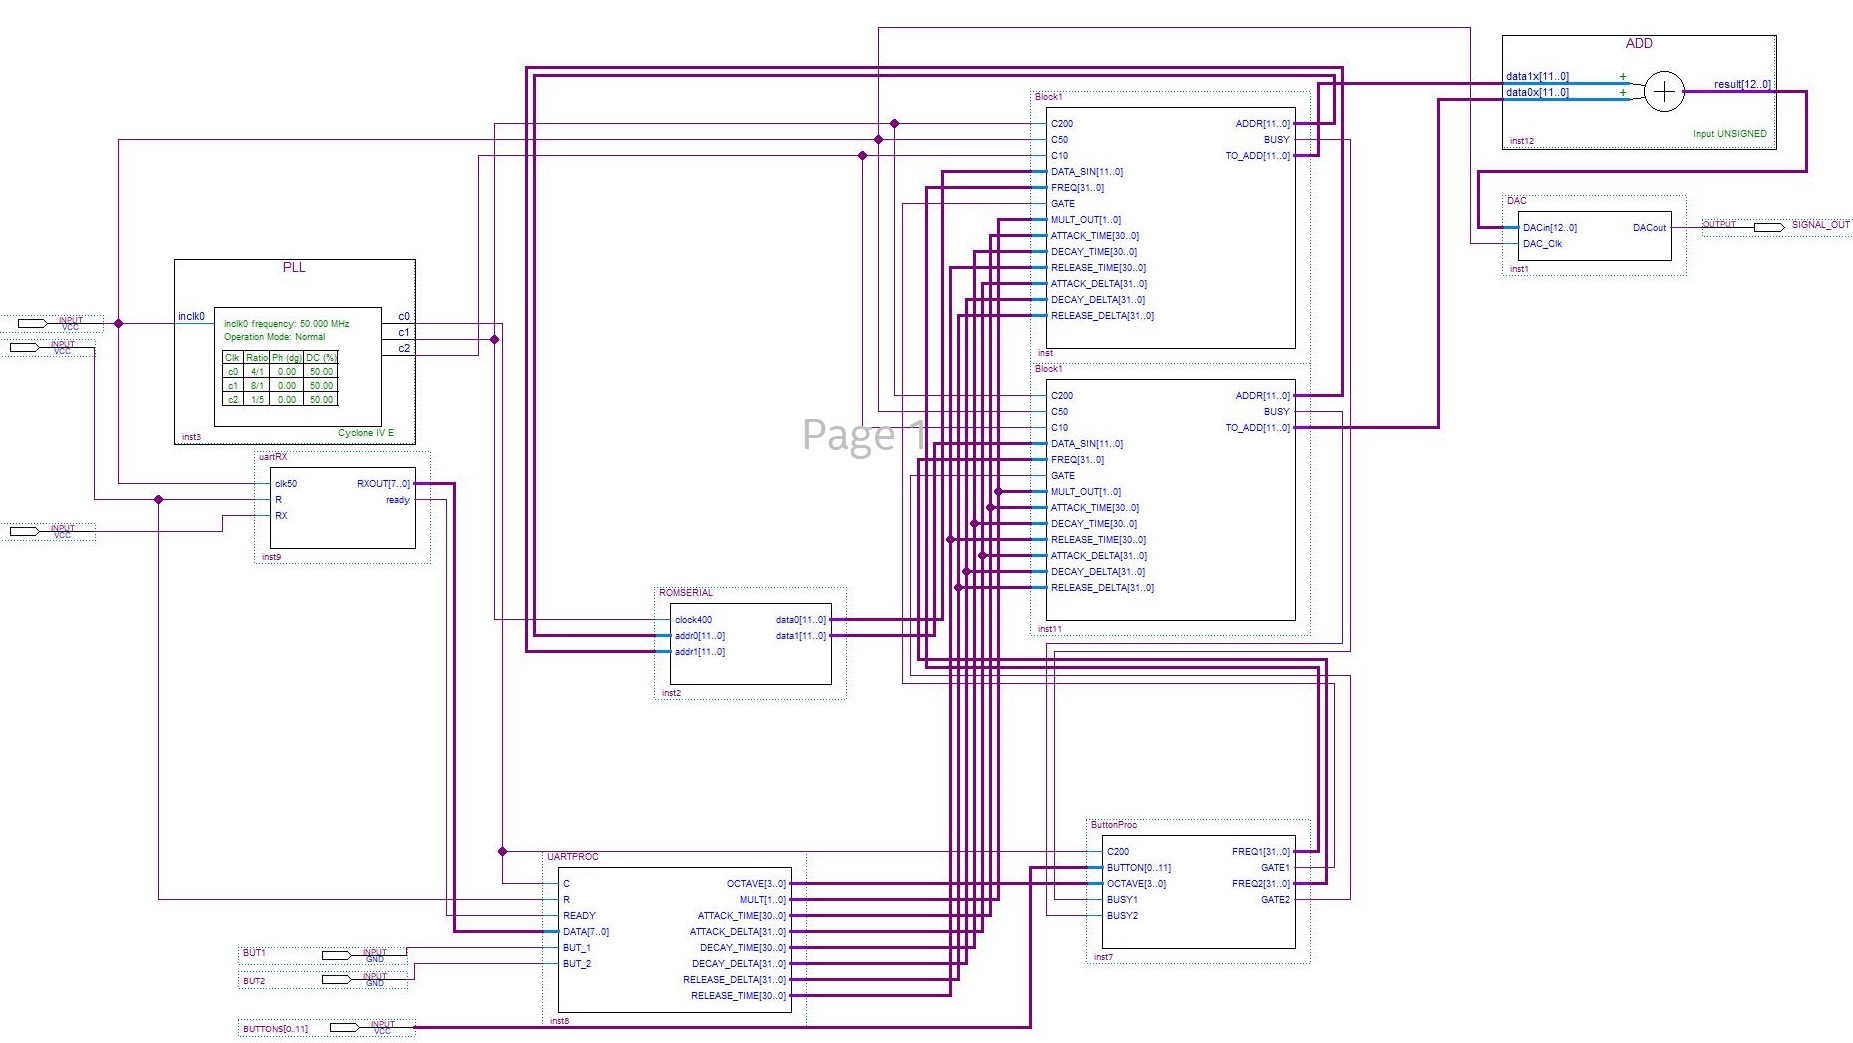 ADD
data1x[11..0]
data0x[11..0]
+
+
result[12..0]
Input UNSIGNED
inst12
Block1
C200
C50
C10
DATA_SIN[11..0]
FREQ[31..0]
GATE
MULT_OUT[1..0]
ATTACK_TIME[30..0]
DECAY_TIME[30..0]
RELEASE_TIME[30..0]
ATTACK_DELTA[31..0]
DECAY_DELTA[31..0]
RELEASE_DELTA[31..0]
ADDR[11..0]
BUSY
TO_ADD[11..0]
inst
DAC
DACin[12..0]
DAC_Clk
DACout
inst1
OUTPUT
SIGNAL_OUT
PLL
inclk0
inclk0 frequency: 50.000 MHz
Operation Mode: Normal
Clk Ratio Ph (dg) DC (%)
c0 4/1 0.00 50.00
c1 8/1 0.00 50.00
c2 1/5 0.00 50.00
c0
c1
c2
Cyclone IV E
inst3
INPUT
VCC
INPUT
VCC
Block1
C200
C50
C10
DATA_SIN[11..0]
FREQ[31..0]
GATE
MULT_OUT[1..0]
ATTACK_TIME[30..0]
DECAY_TIME[30..0]
RELEASE_TIME[30..0]
ATTACK_DELTA[31..0]
DECAY_DELTA[31..0]
RELEASE_DELTA[31..0]
ADDR[11..0]
BUSY
TO_ADD[11..0]
inst11
Page 1
uartRX
clk50
R
RX
RXOUT[7..0]
ready
inst9
INPUT
VCC
ROMSERIAL
clock400
addr0[11..0]
addr1[11..0]
data0[11..0]
data1[11..0]
inst2
ButtonProc
C200
BUTTON[0..11]
OCTAVE[3..0]
BUSY1
BUSY2
FREQ1[31..0]
GATE1
FREQ2[31..0]
GATE2
inst7
UARTPROC
C
R
READY
DATA[7..0]
BUT_1
BUT_2
OCTAVE[3..0]
MULT[1..0]
ATTACK_TIME[30..0]
ATTACK_DELTA[31..0]
DECAY_TIME[30..0]
DECAY_DELTA[31..0]
RELEASE_DELTA[31..0]
RELEASE_TIME[30..0]
inst8
BUT1
INPUT
GND
BUT2
INPUT
GND
BUTTONS[0..11]
INPUT
VCC